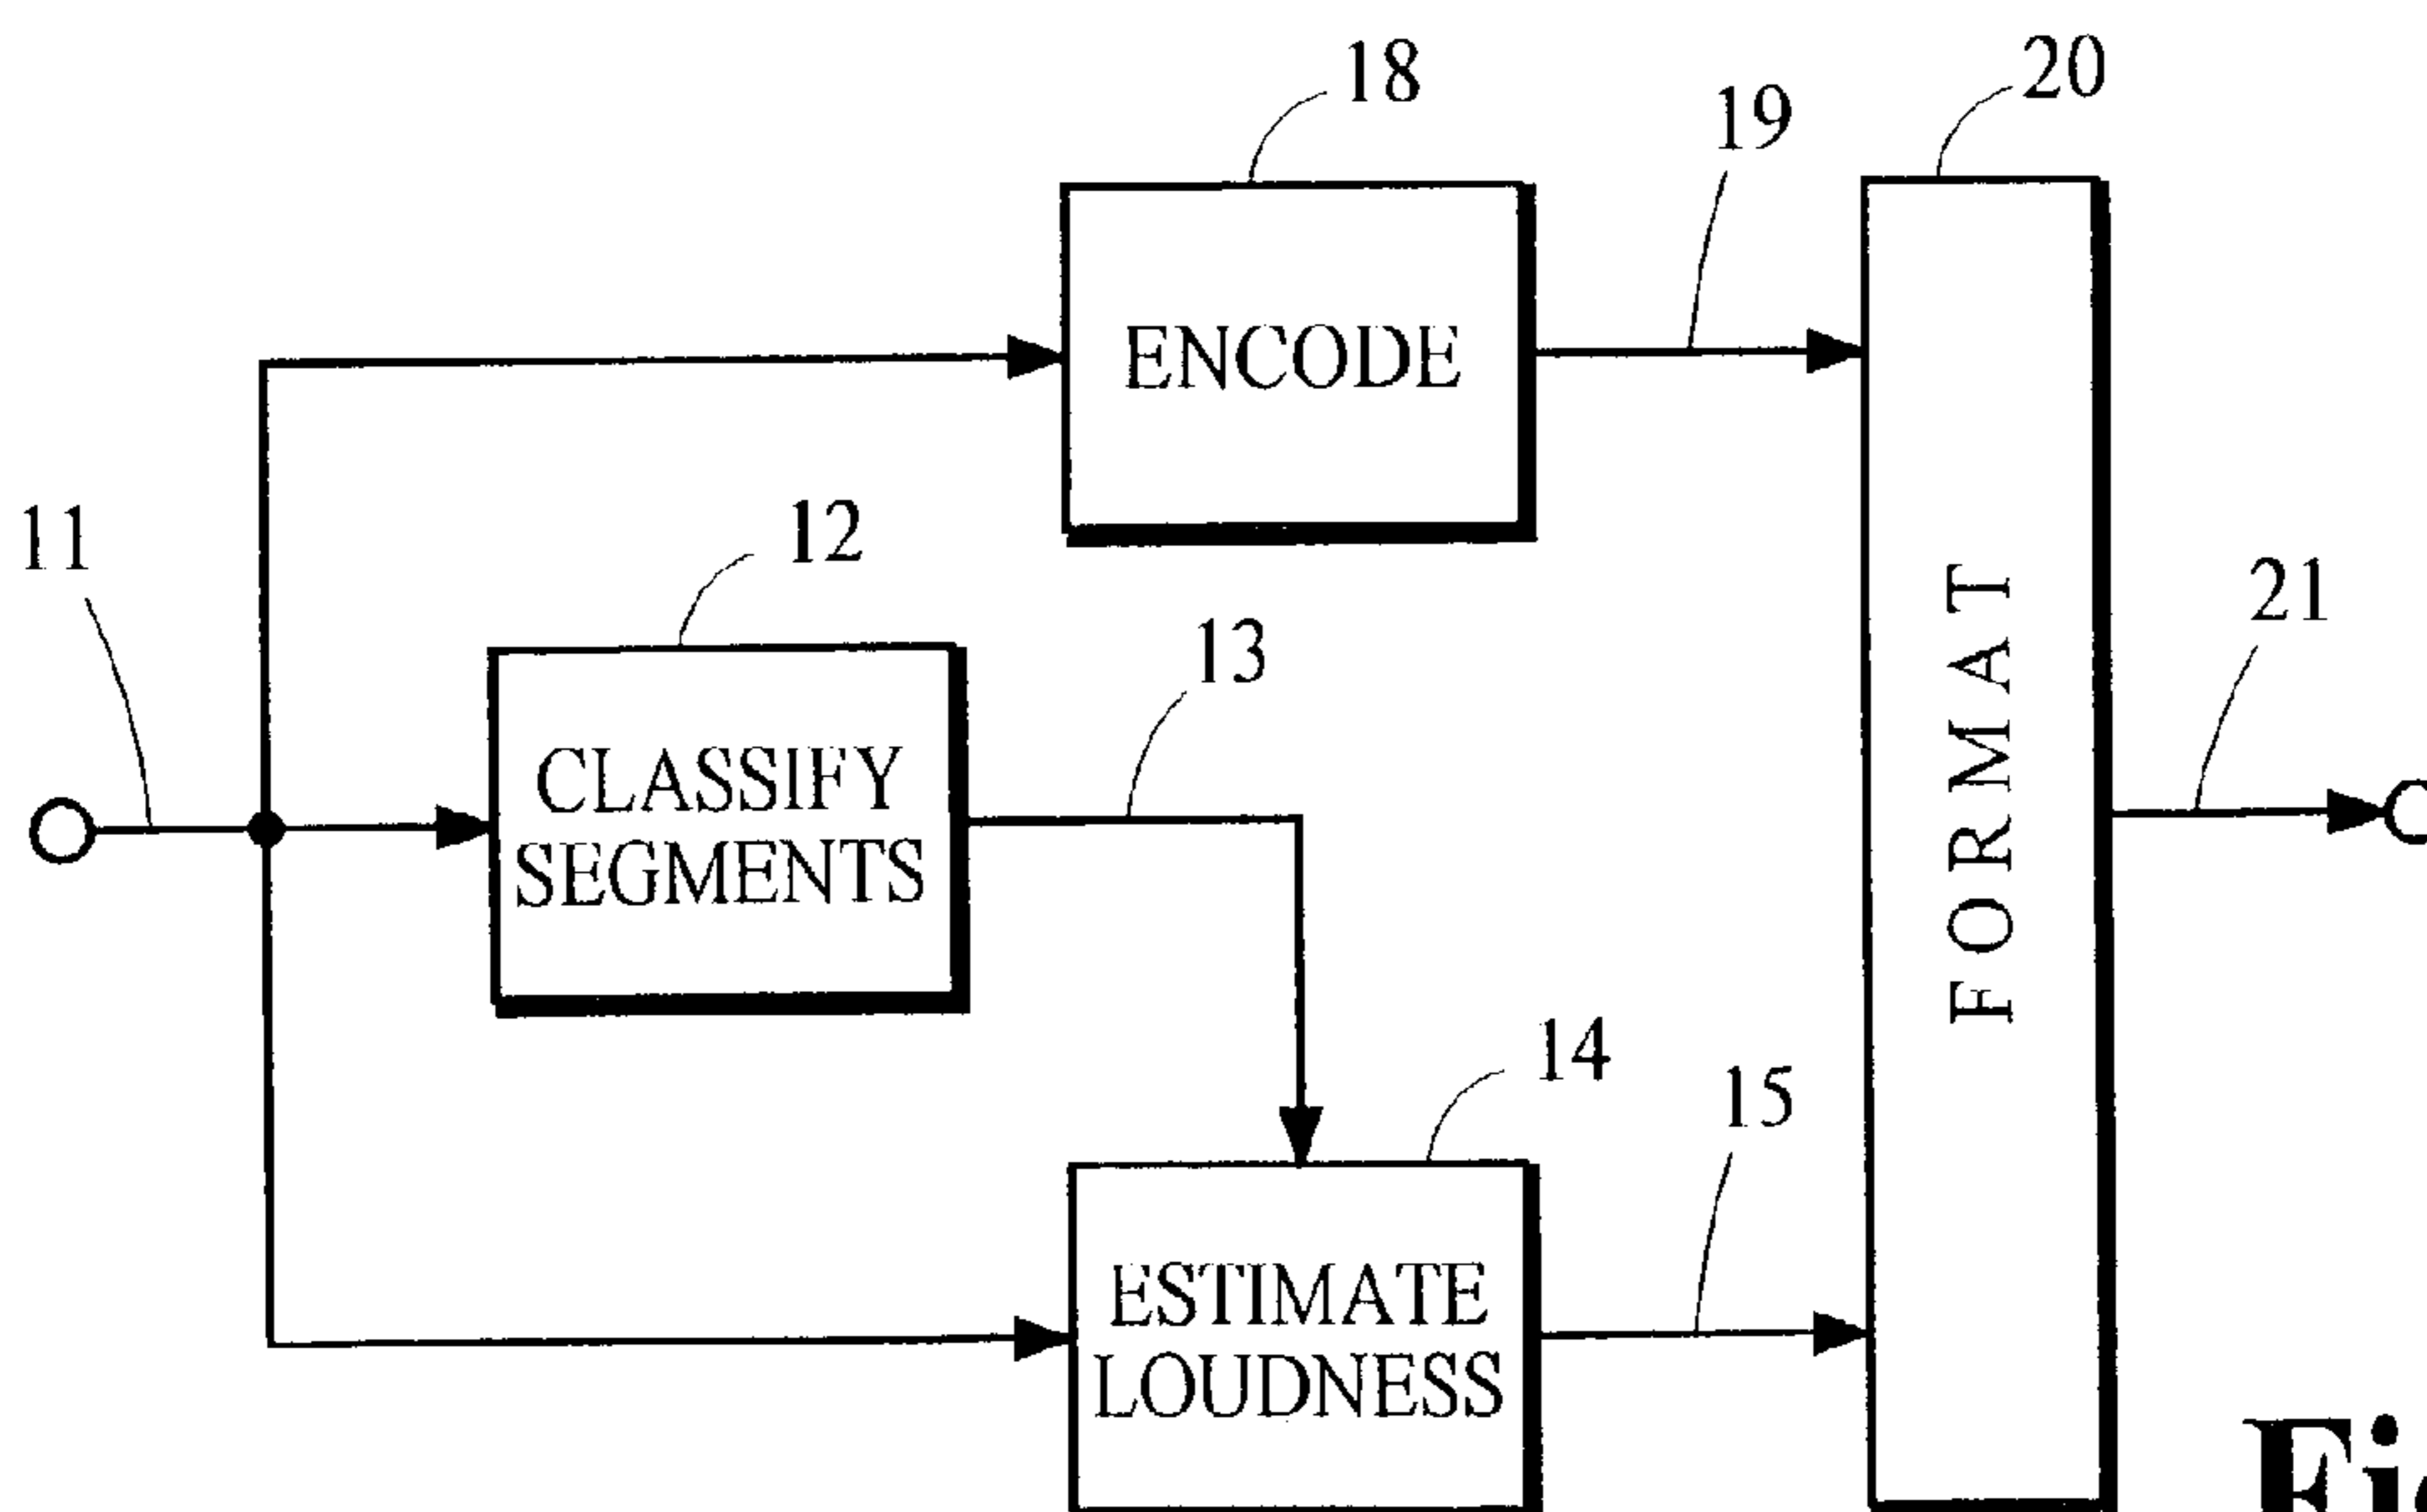 18
19
20
ENCODE
11
12
13
21
CLASSIFY
SEGMENTS
FORMAT
14
15
ESTIMATE
LOUDNESS